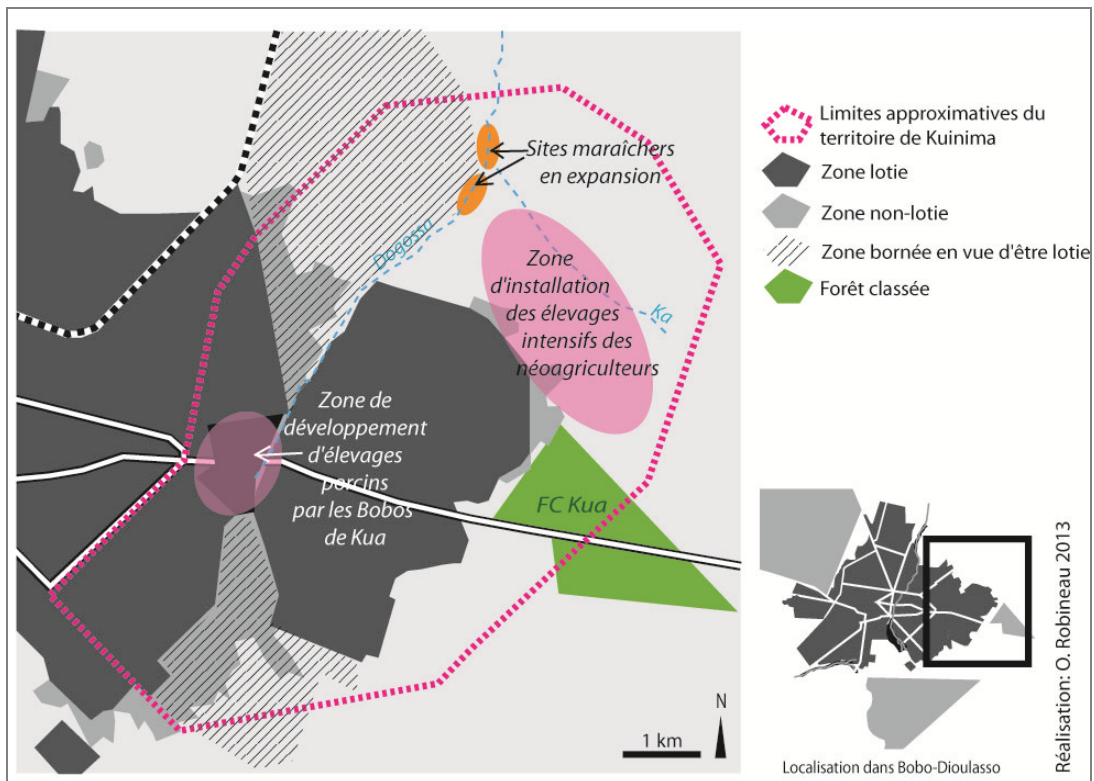 Sites maraîchers
en expansion
Dogossa
Zone
d'installation
des élevages
intensifs des
néoagriculteurs
Ka
Zone de
développement
d'élevages
porcins
par les Bobos
de Kua
FC Kua
N
1 km
Limites approximatives du
territoire de Kuinima
Zone lotie
Zone non-lotie
Zone bornée en vue d'être lotie
Forêt classée
Localisation dans Bobo-Dioulasso
Réalisation: O. Robineau 2013